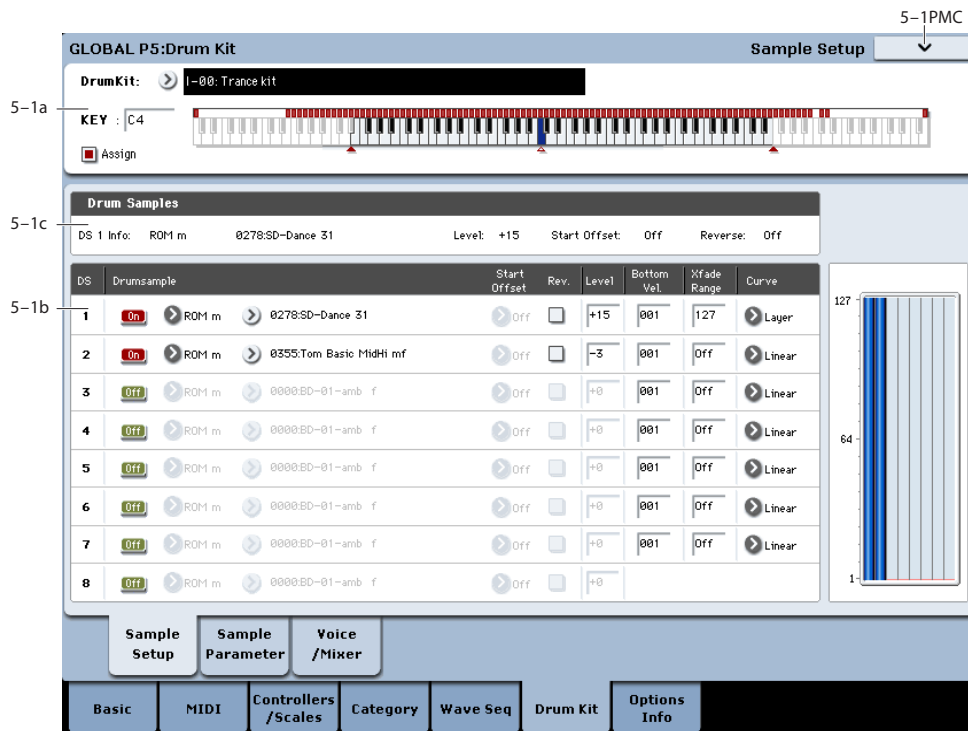 5-1PMC
GLOBAL P5:Drum Kit Sample Setup
DrumKit: I-00: Trance kit
5-1a
KEY : C4
Assign
Drum Samples
5-1c
DS 1 Info: ROM m 0278:SD-Dance 31 Level: +15 Start Offset: Off Reverse: Off
DS Drumsample Start Offset Rev. Level Bottom Vel. Xfade Range Curve
5-1b
1 On ROM m 0278:SD-Dance 31 Off +15 001 127 Layer
2 On ROM m 0355:Tom Basic MidHi mf Off -3 001 Off Linear
3 Off ROM m 0000:BD-01-amb f Off +0 001 Off Linear
4 Off ROM m 0000:BD-01-amb f Off +0 001 Off Linear
5 Off ROM m 0000:BD-01-amb f Off +0 001 Off Linear
6 Off ROM m 0000:BD-01-amb f Off +0 001 Off Linear
7 Off ROM m 0000:BD-01-amb f Off +0 001 Off Linear
8 Off ROM m 0000:BD-01-amb f Off +0
127
64
1
Sample Setup
Sample Parameter
Voice /Mixer
Basic
MIDI
Controllers /Scales
Category
Wave Seq
Drum Kit
Options Info